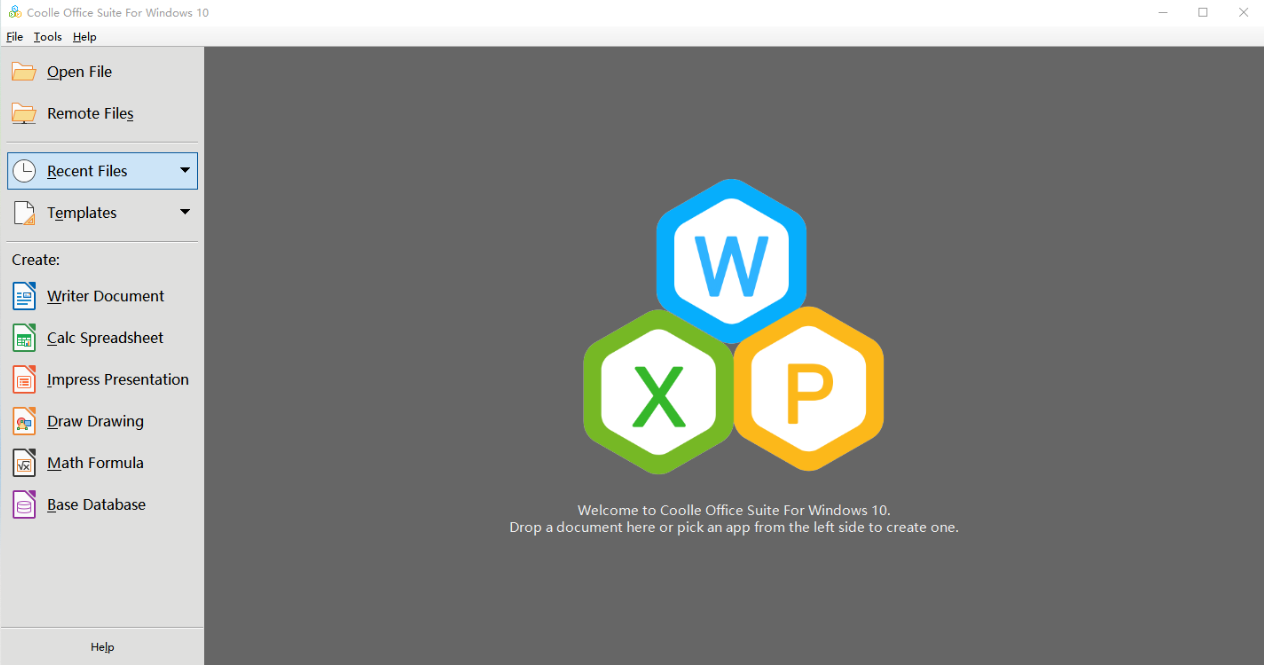 Coolle Office Suite For Windows 10
File Tools Help
Open File
Remote Files
Recent Files
Templates
Create:
Writer Document
Calc Spreadsheet
Impress Presentation
Draw Drawing
Math Formula
Base Database
Help
W
X P
Welcome to Coolle Office Suite For Windows 10.
Drop a document here or pick an app from the left side to create one.